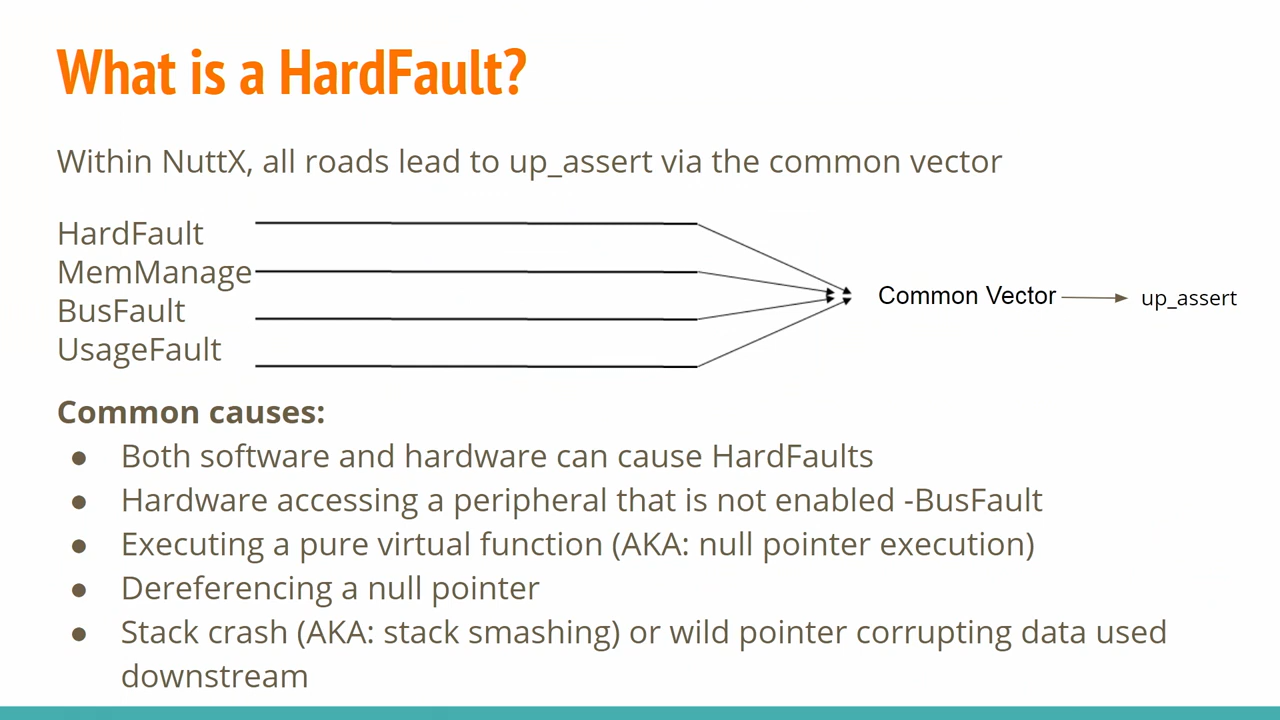 What is a HardFault?
Within NuttX, all roads lead to up_assert via the common vector
HardFault
MemManage
BusFault
UsageFault
Common Vector
up_assert
Common causes:
● Both software and hardware can cause HardFaults
● Hardware accessing a peripheral that is not enabled -BusFault
● Executing a pure virtual function (AKA: null pointer execution)
● Dereferencing a null pointer
● Stack crash (AKA: stack smashing) or wild pointer corrupting data used
downstream